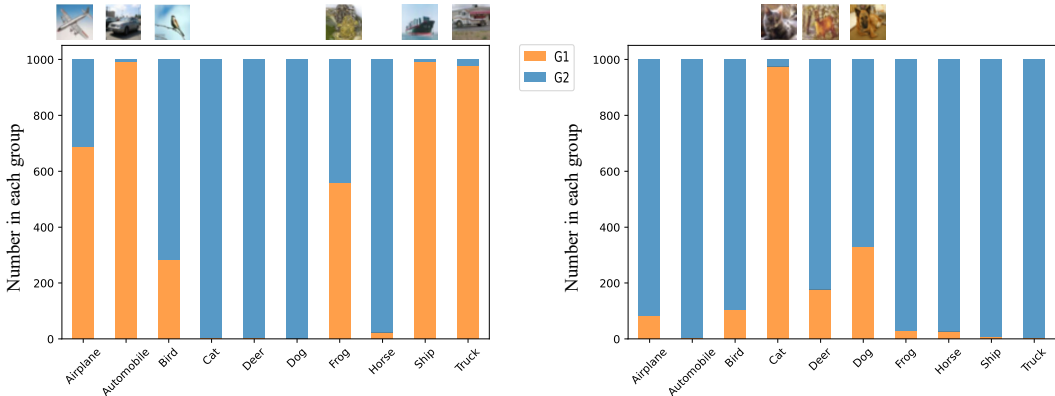 Number in each group
1000
800
600
400
200
0
Airplane
Automobile
Bird
Cat
Deer
Dog
Frog
Horse
Ship
Truck
G1
G2
Number in each group
1000
800
600
400
200
0
Airplane
Automobile
Bird
Cat
Deer
Dog
Frog
Horse
Ship
Truck